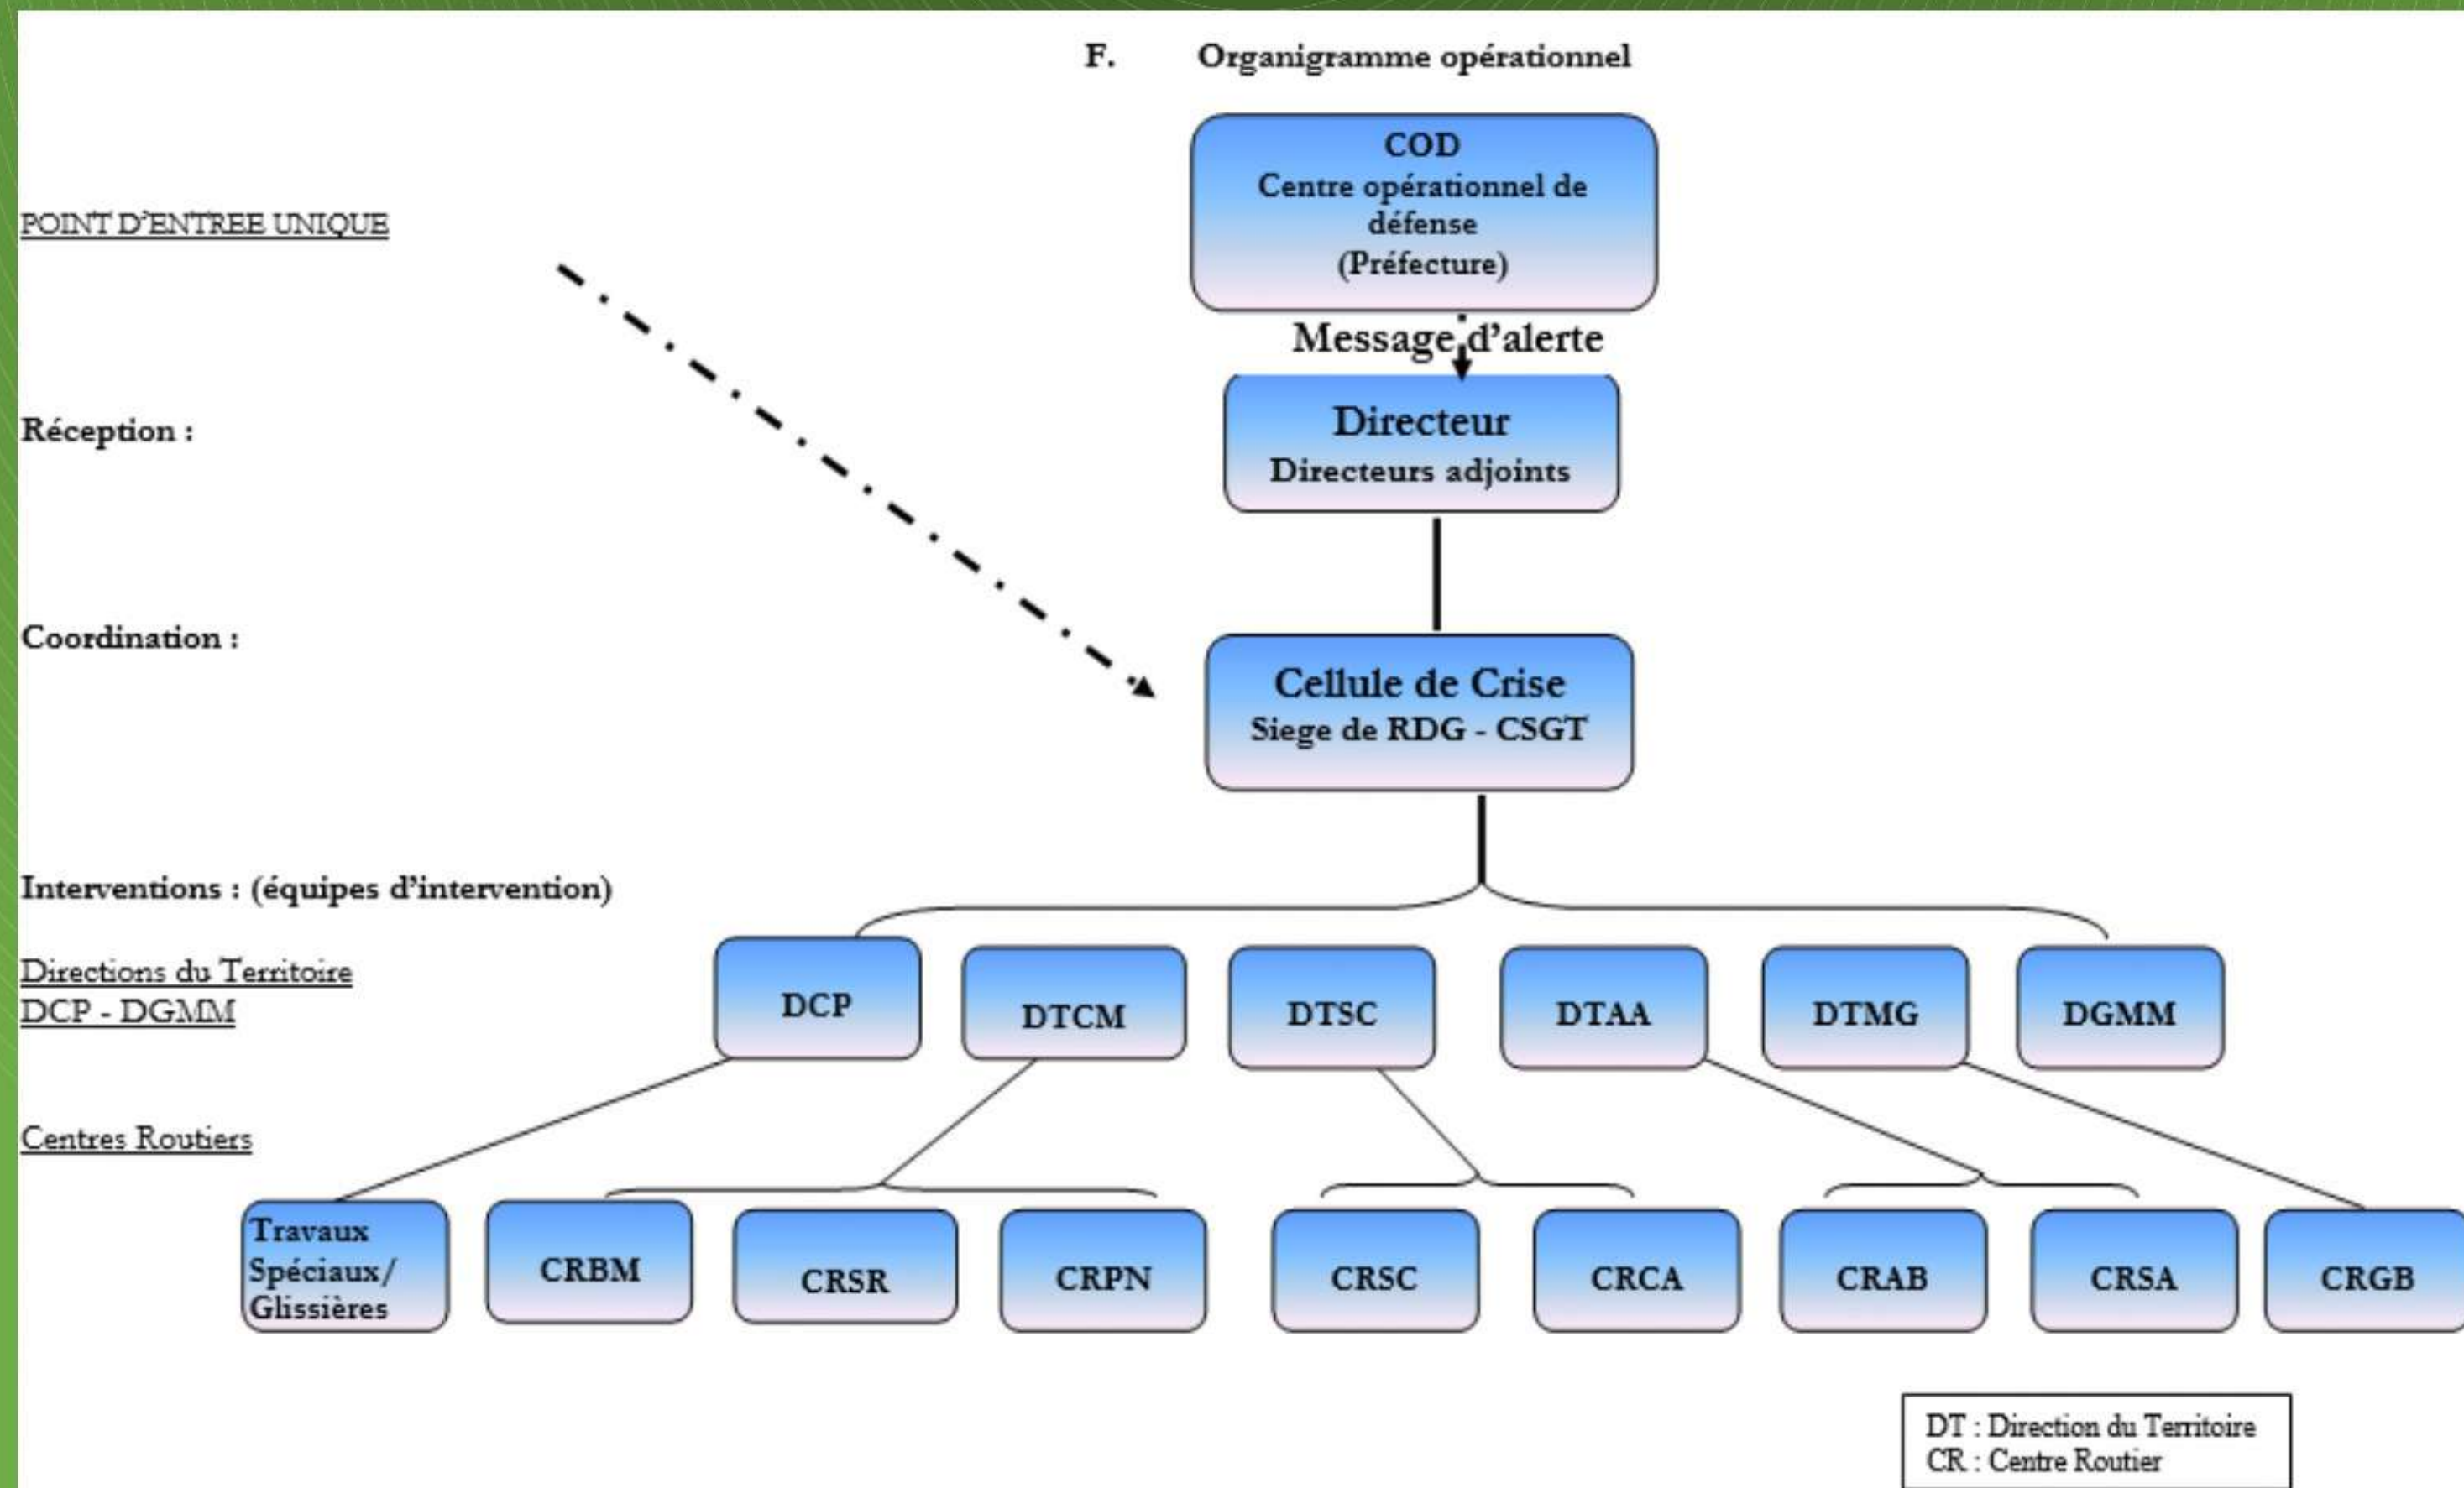 F. Organigramme opérationnel
COD
Centre opérationnel de
défense
(Préfecture)
POINT D'ENTREE UNIQUE
Message d'alerte
Réception :
Directeur
Directeurs adjoints
Coordination :
Cellule de Crise
Siege de RDG - CSGT
Interventions : (équipes d'intervention)
Directions du Territoire
DCP - DGMM
DCP
DTCM
DTSC
DTAA
DTMG
DGMM
Centres Routiers
Travaux
Spéciaux/
Glissières
CRBM
CRSR
CRPN
CRSC
CRCA
CRAB
CRSA
CRGB
DT : Direction du Territoire
CR : Centre Routier